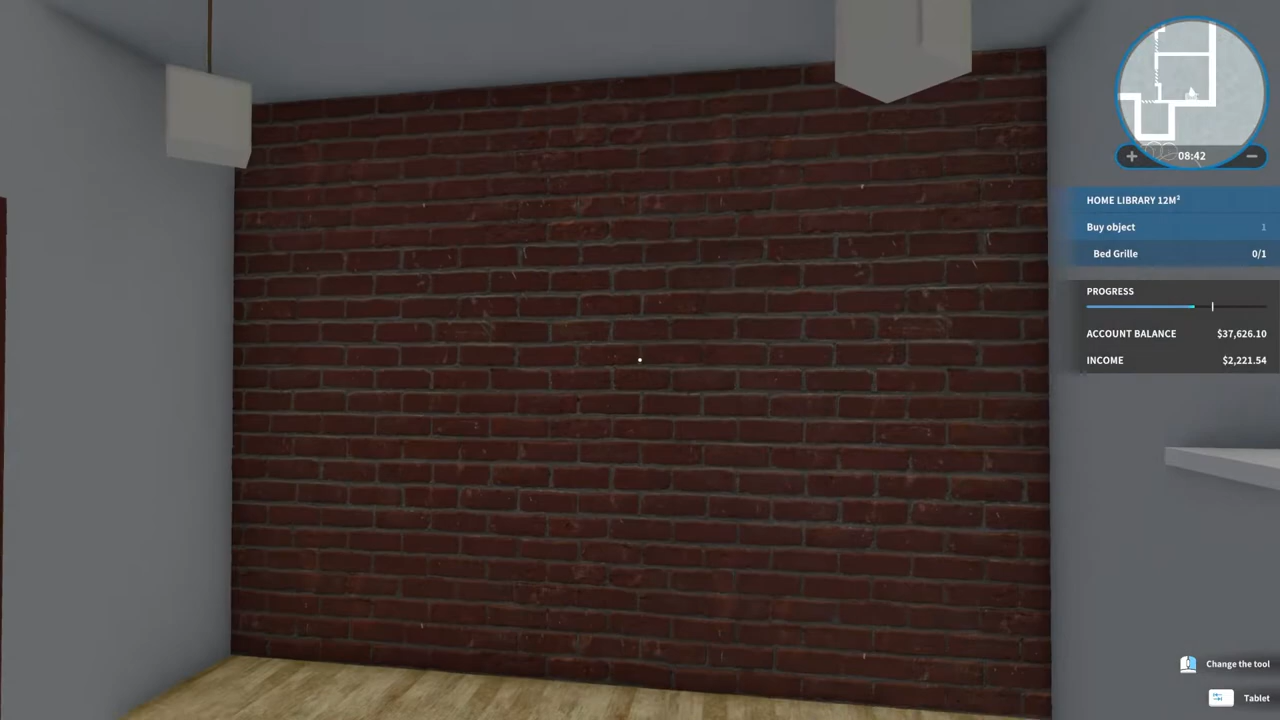 08:42
HOME LIBRARY 12M²
Buy object 1
Bed Grille 0/1
PROGRESS
ACCOUNT BALANCE $37,626.10
INCOME $2,221.54
Change the tool
Tablet